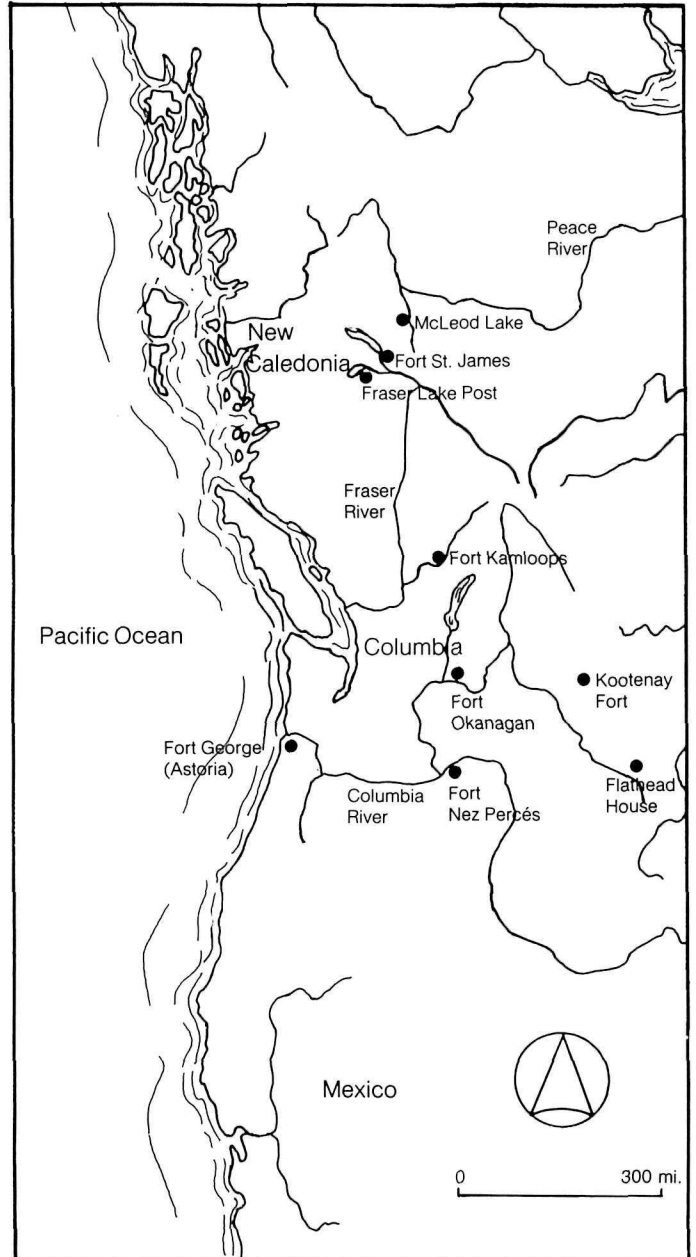 Peace
River
McLeod Lake
New
Caledonia
Fort St. James
Fraser Lake Post
Fraser
River
Fort Kamloops
Pacific Ocean
Columbia
Kootenay
Fort
Fort
Okanagan
Fort George
(Astoria)
Flathead
House
Columbia
River
Fort
Nez Percés
Mexico
0 300 mi.